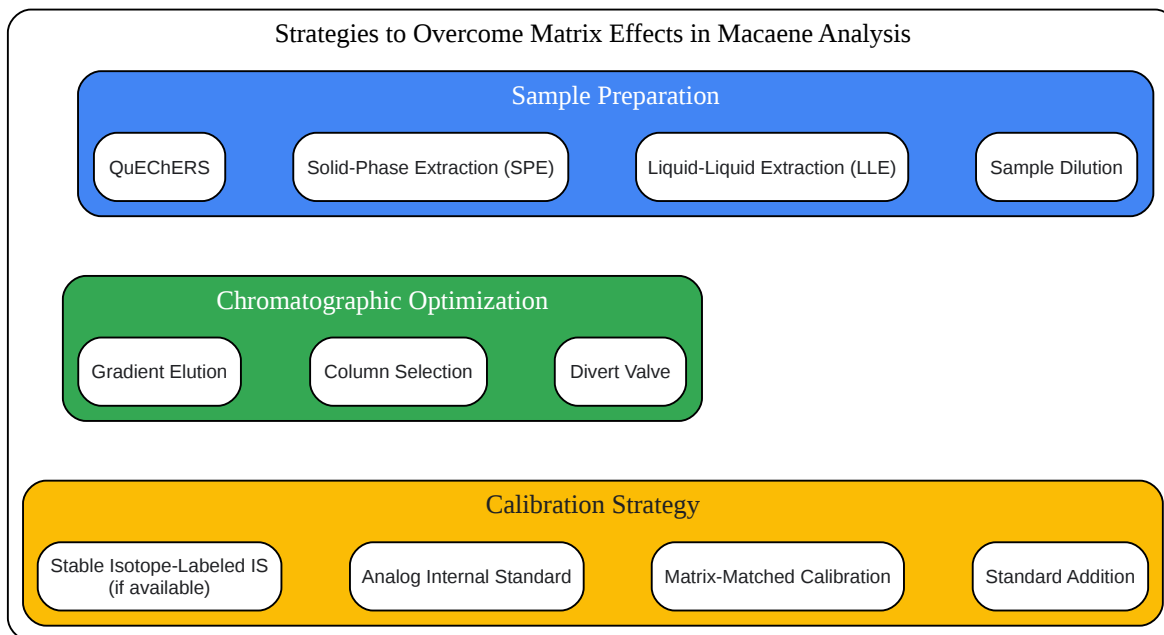 Strategies to Overcome Matrix Effects in Macaene Analysis
Sample Preparation
QuEChERS
Solid-Phase Extraction (SPE)
Liquid-Liquid Extraction (LLE)
Sample Dilution
Chromatographic Optimization
Gradient Elution
Column Selection
Divert Valve
Calibration Strategy
Stable Isotope-Labeled IS
(if available)
Analog Internal Standard
Matrix-Matched Calibration
Standard Addition